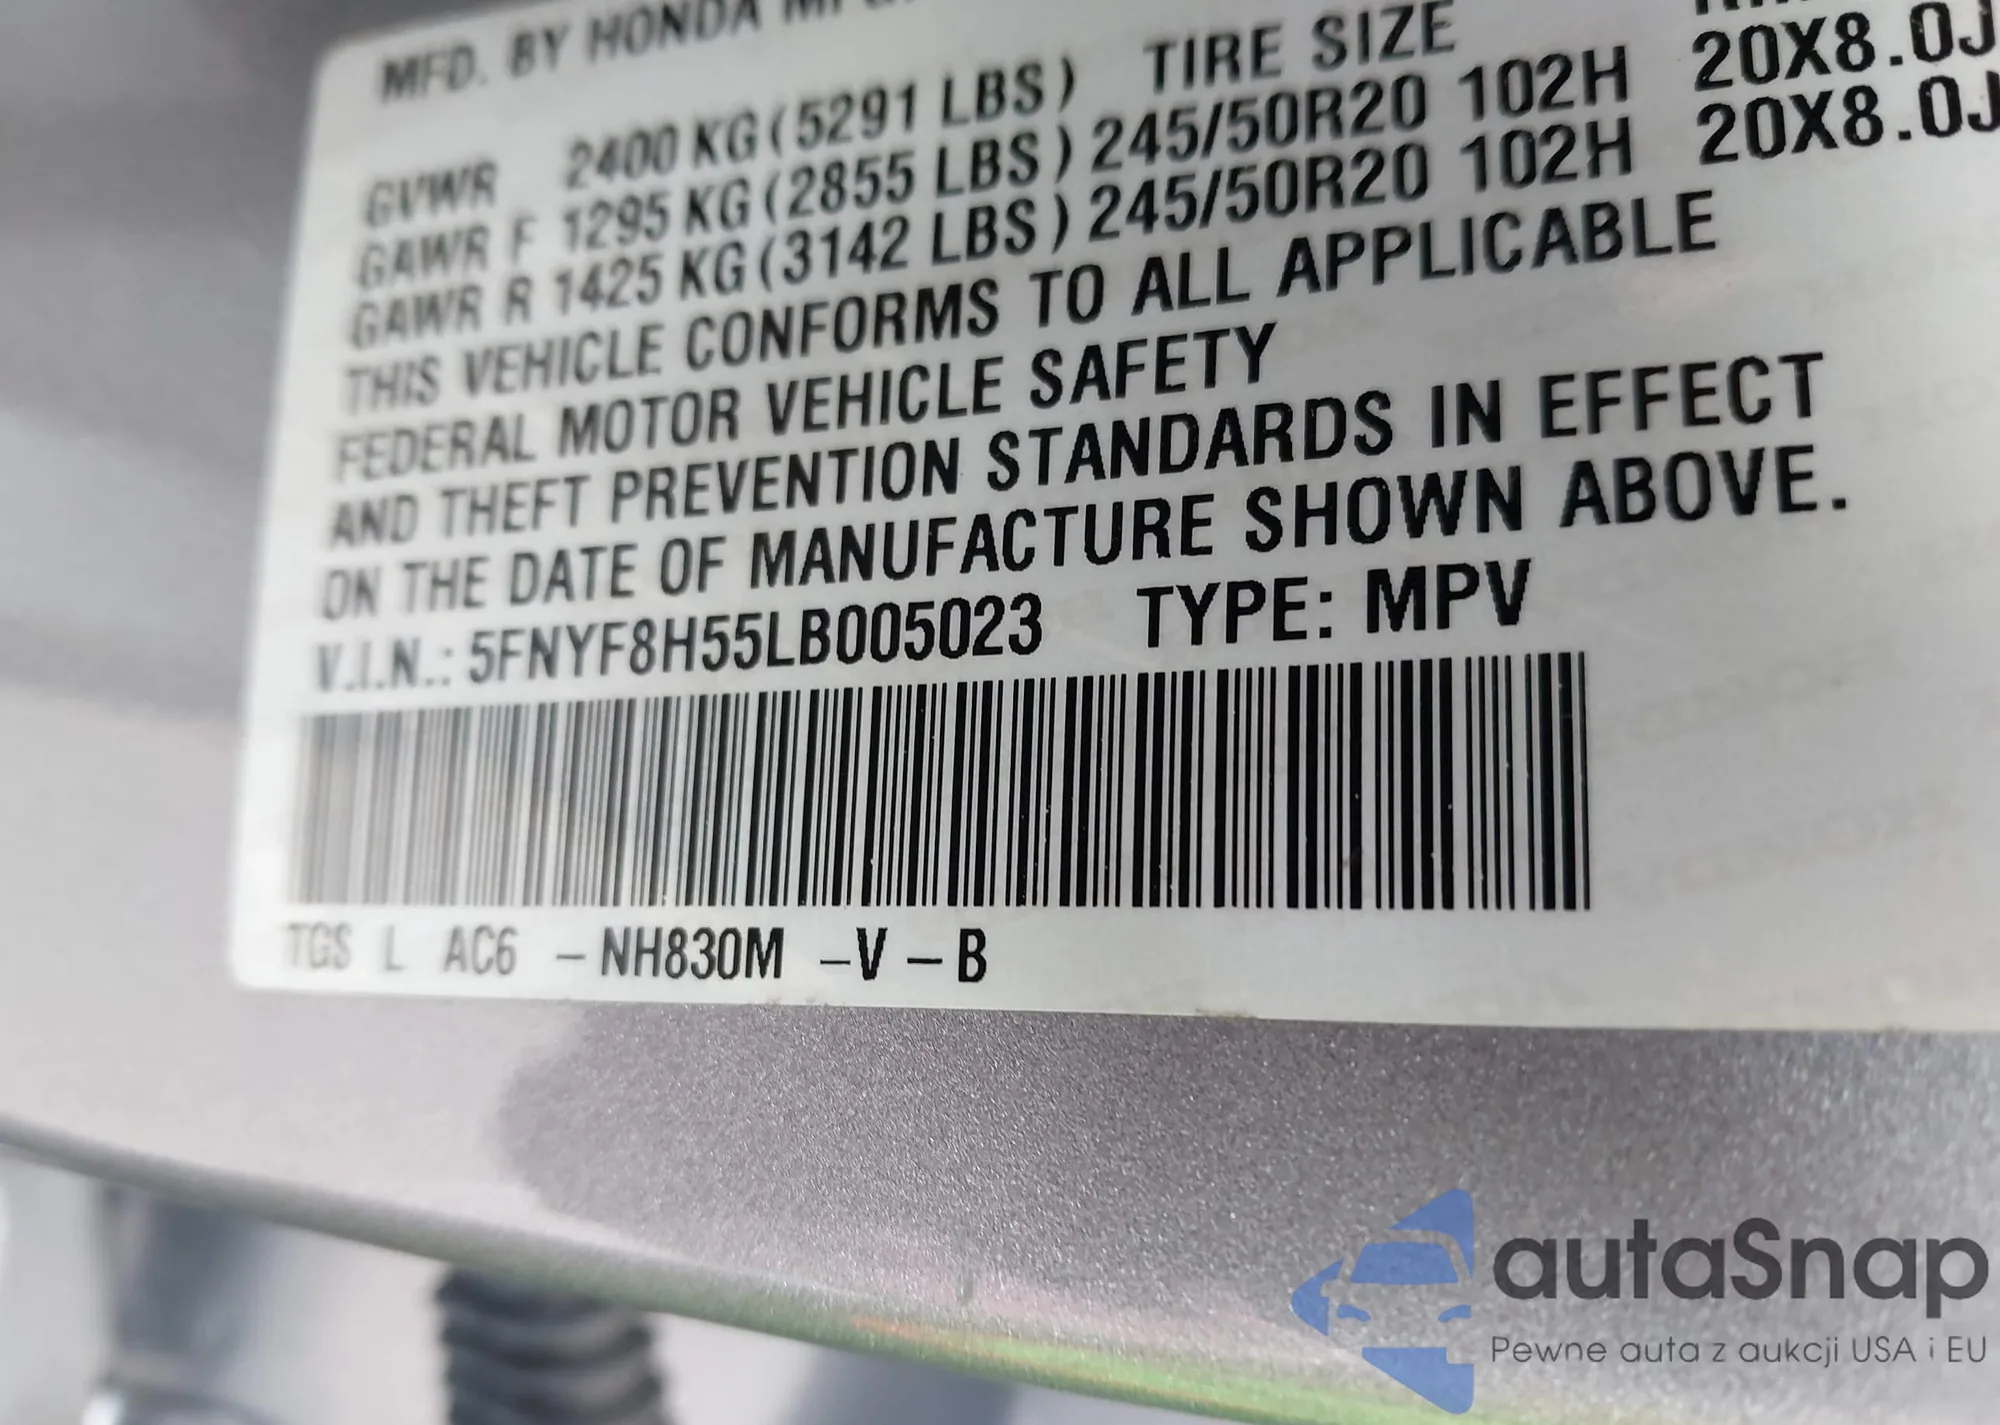 MFD. BY HONDA
TIRE SIZE
GVWR 2400 KG (5291 LBS)
GAWR F 1295 KG (2855 LBS) 245/50R20 102H 20X8.0J
GAWR R 1425 KG (3142 LBS) 245/50R20 102H 20X8.0J
THIS VEHICLE CONFORMS TO ALL APPLICABLE
FEDERAL MOTOR VEHICLE SAFETY
AND THEFT PREVENTION STANDARDS IN EFFECT
ON THE DATE OF MANUFACTURE SHOWN ABOVE.
V.I.N.: 5FNYF8H55LB005023 TYPE: MPV
TGS L AC6 – NH830M – V – B
autaSnap
Pewne auta z aukcji USA i EU